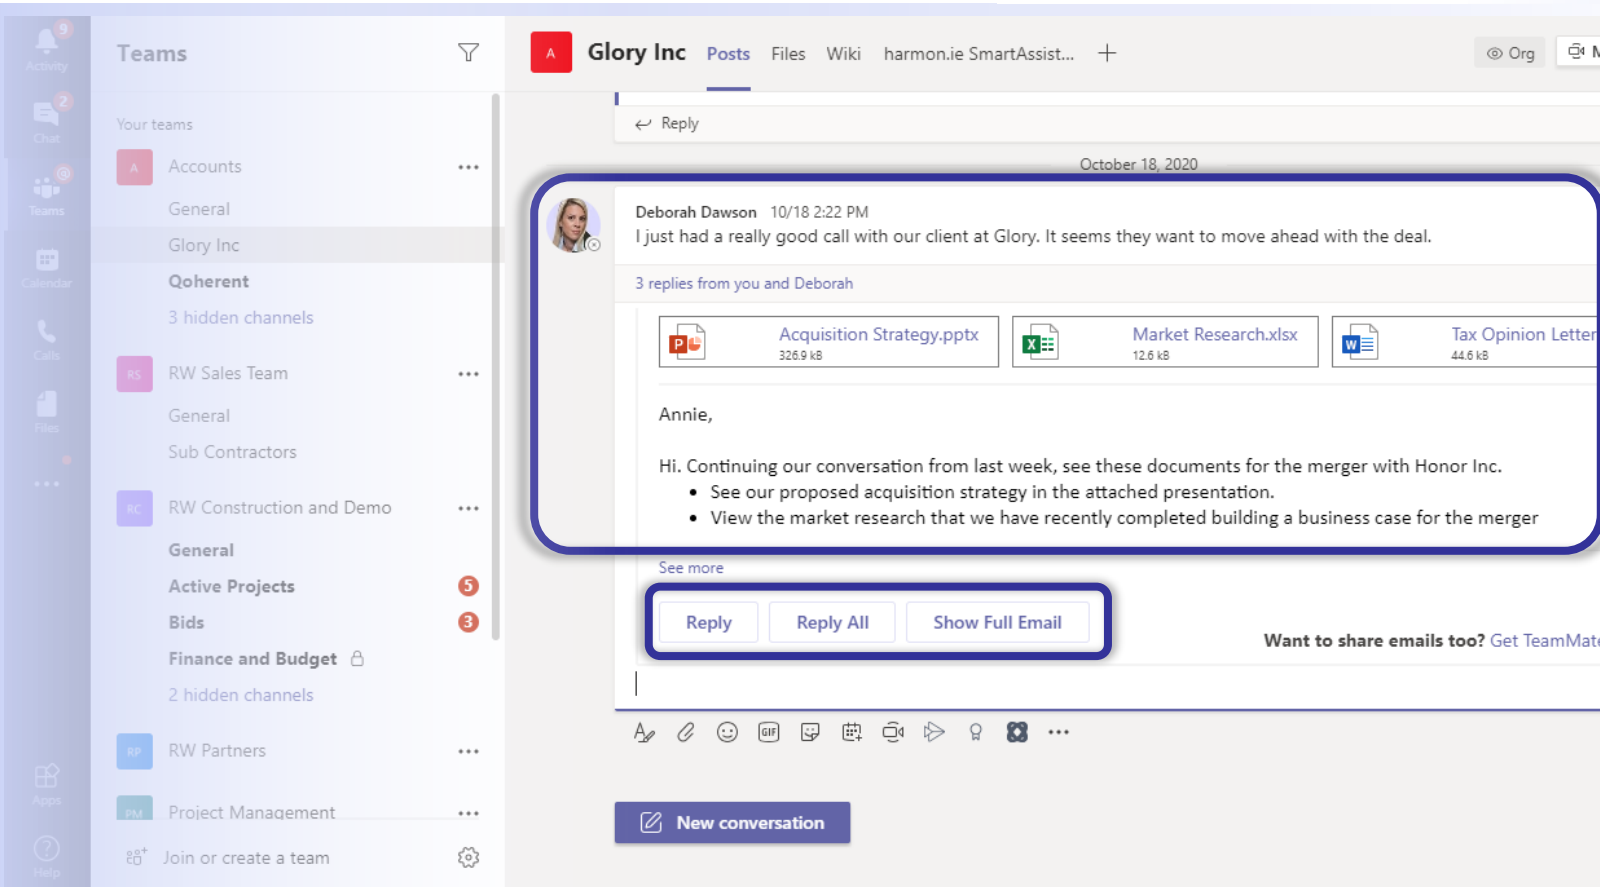 9
Activity
2
Chat
@
Teams
Calendar
Calls
Files
Apps
Help
Teams
Your teams
A Accounts
General
Glory Inc
Qoherent
3 hidden channels
RS RW Sales Team
General
Sub Contractors
RC RW Construction and Demo
General
Active Projects 5
Bids 3
Finance and Budget
2 hidden channels
RP RW Partners
PM Project Management
Join or create a team
A Glory Inc Posts Files Wiki harmon.ie SmartAssist... + Org M
Reply
October 18, 2020
Deborah Dawson 10/18 2:22 PM
I just had a really good call with our client at Glory. It seems they want to move ahead with the deal.
3 replies from you and Deborah
P Acquisition Strategy.pptx
326.9 kB
X Market Research.xlsx
12.6 kB
W Tax Opinion Letter
44.6 kB
Annie,
Hi. Continuing our conversation from last week, see these documents for the merger with Honor Inc.
• See our proposed acquisition strategy in the attached presentation.
• View the market research that we have recently completed building a business case for the merger
See more
Reply Reply All Show Full Email
Want to share emails too? Get TeamMate
GIF
New conversation